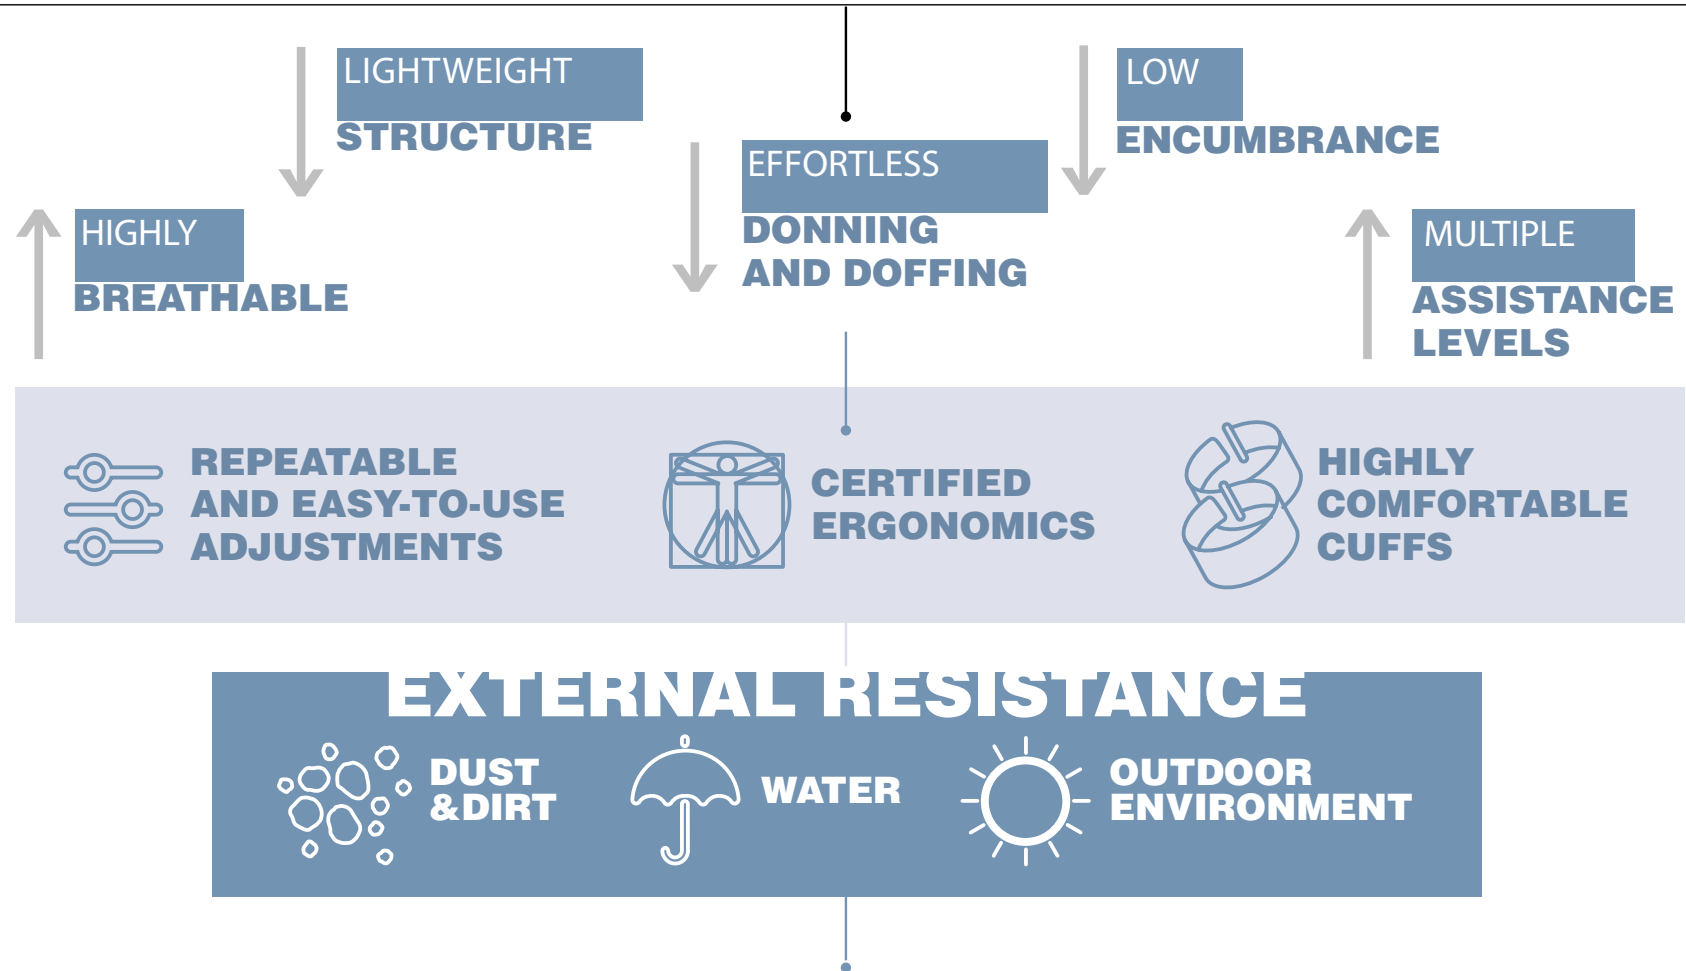 LIGHTWEIGHT
STRUCTURE
LOW
ENCUMBRANCE
EFFORTLESS
DONNING
AND DOFFING
HIGHLY
BREATHABLE
MULTIPLE
ASSISTANCE
LEVELS
REPEATABLE
AND EASY-TO-USE
ADJUSTMENTS
CERTIFIED
ERGONOMICS
HIGHLY
COMFORTABLE
CUFFS
EXTERNAL RESISTANCE
DUST
&DIRT
WATER
OUTDOOR
ENVIRONMENT